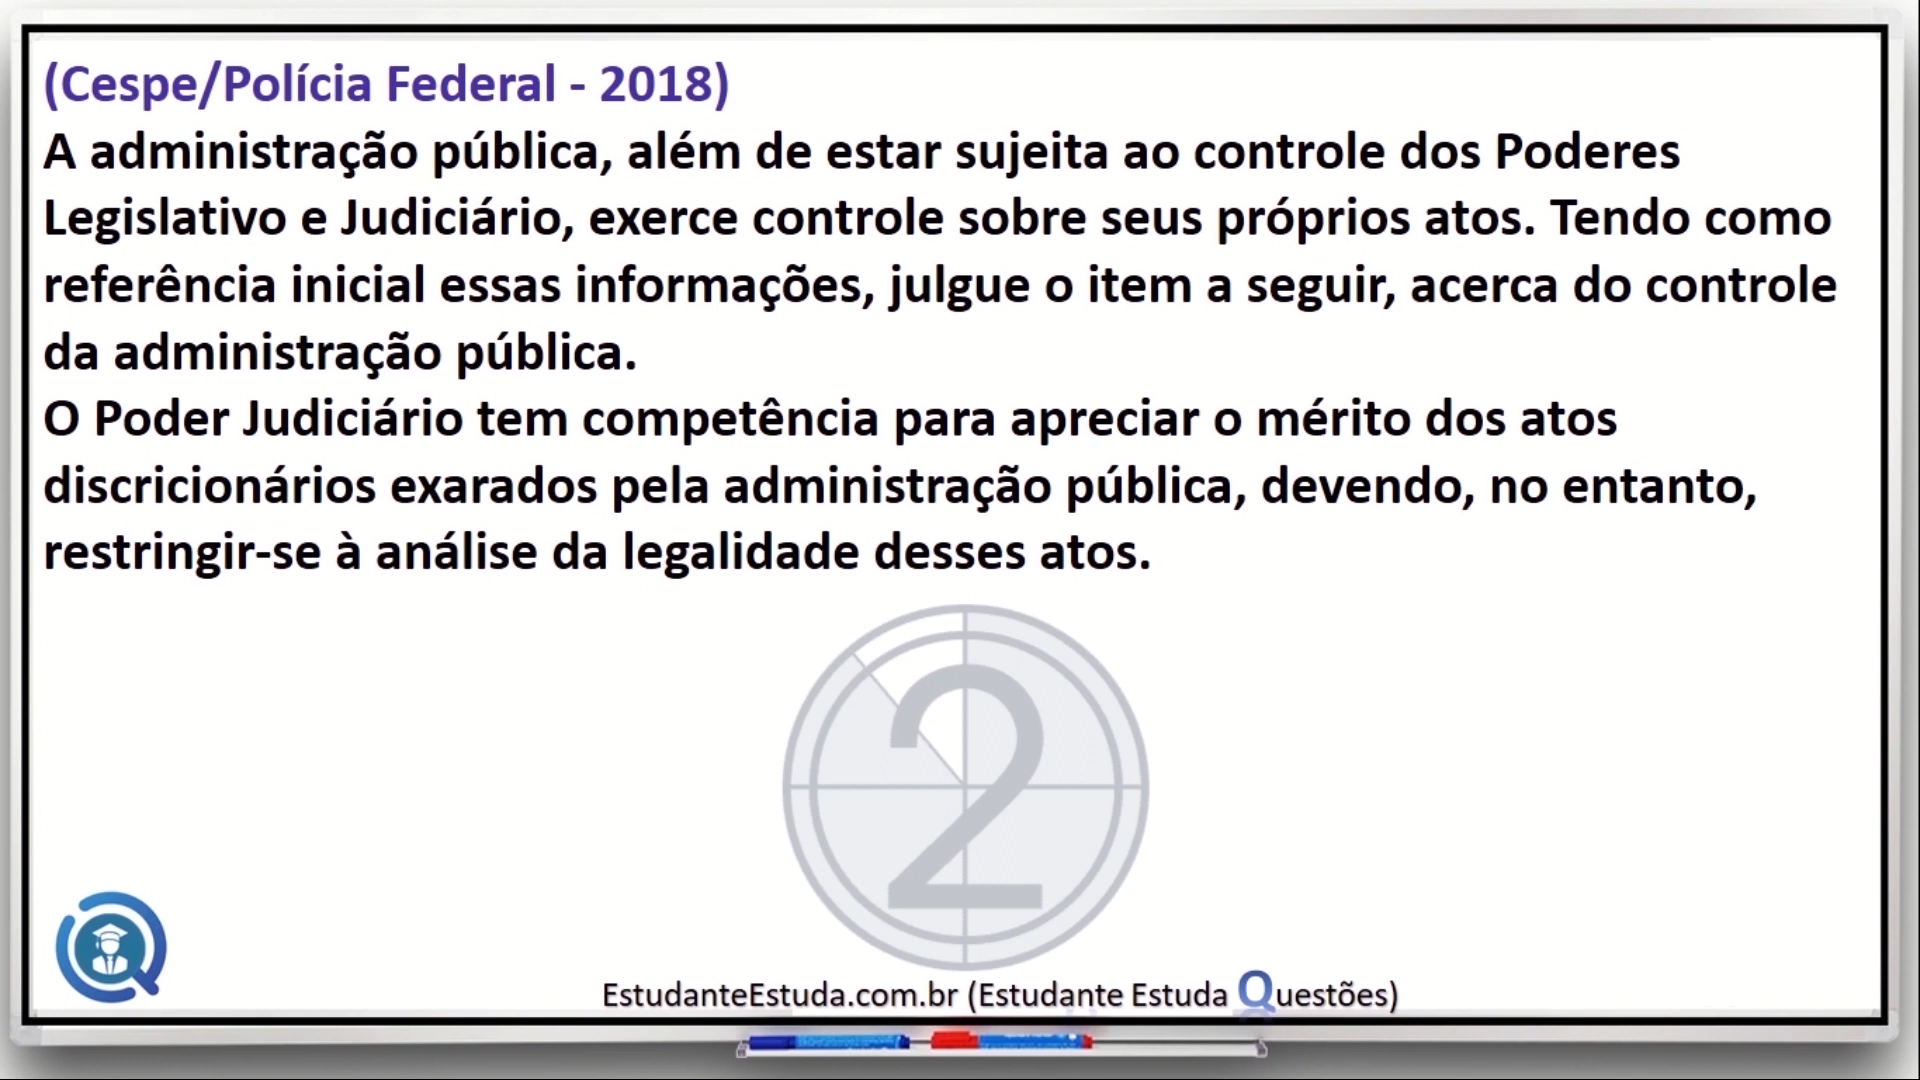 (Cespe/Polícia Federal - 2018)
A administração pública, além de estar sujeita ao controle dos Poderes
Legislativo e Judiciário, exerce controle sobre seus próprios atos. Tendo como
referência inicial essas informações, julgue o item a seguir, acerca do controle
da administração pública.
O Poder Judiciário tem competência para apreciar o mérito dos atos
discricionários exarados pela administração pública, devendo, no entanto,
restringir-se à análise da legalidade desses atos.
2
EstudanteEstuda.com.br (Estudante Estuda Questões)